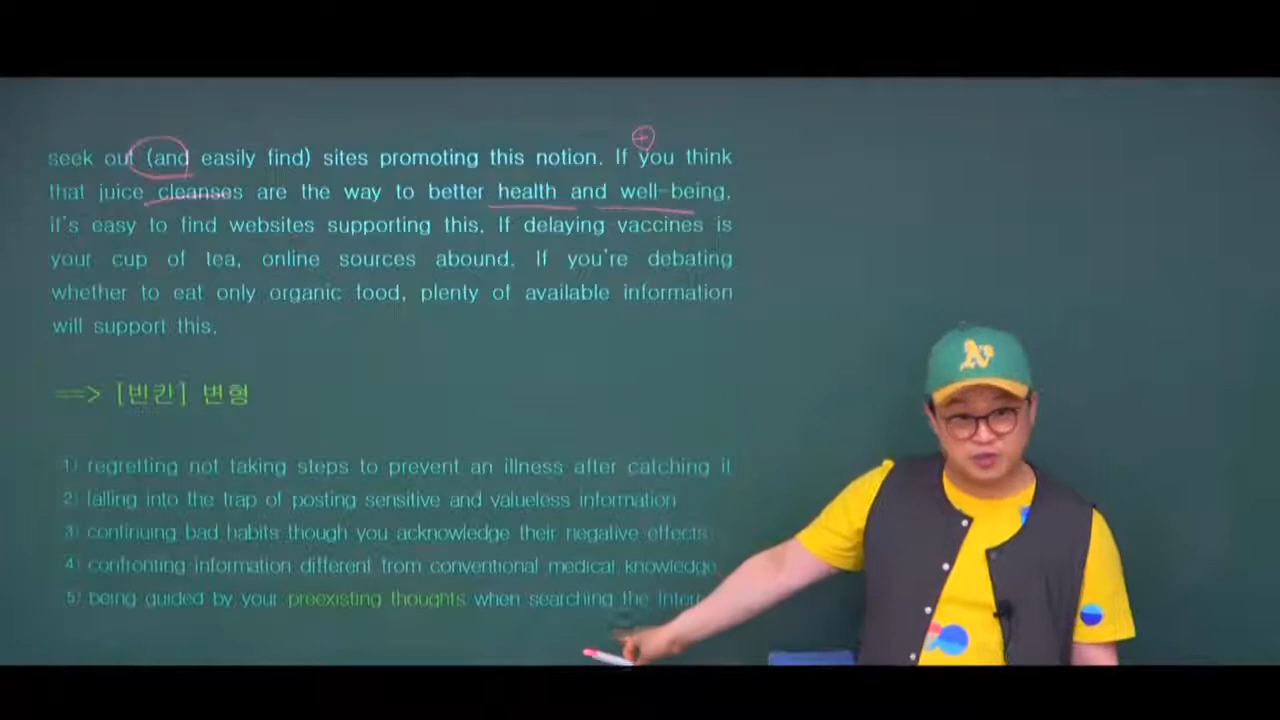 seek out (and easily find) sites promoting this notion. If you think
that juice cleanses are the way to better health and well-being,
it's easy to find websites supporting this. If delaying vaccines is
your cup of tea, online sources abound. If you're debating
whether to eat only organic food, plenty of available information
will support this.
==> [빈칸] 변형
1) regretting not taking steps to prevent an illness after catching it
2) falling into the trap of posting sensitive and valueless information
3) continuing bad habits though you acknowledge their negative effects
4) confronting information different from conventional medical knowledge
5) being guided by your preexisting thoughts when searching the
A's